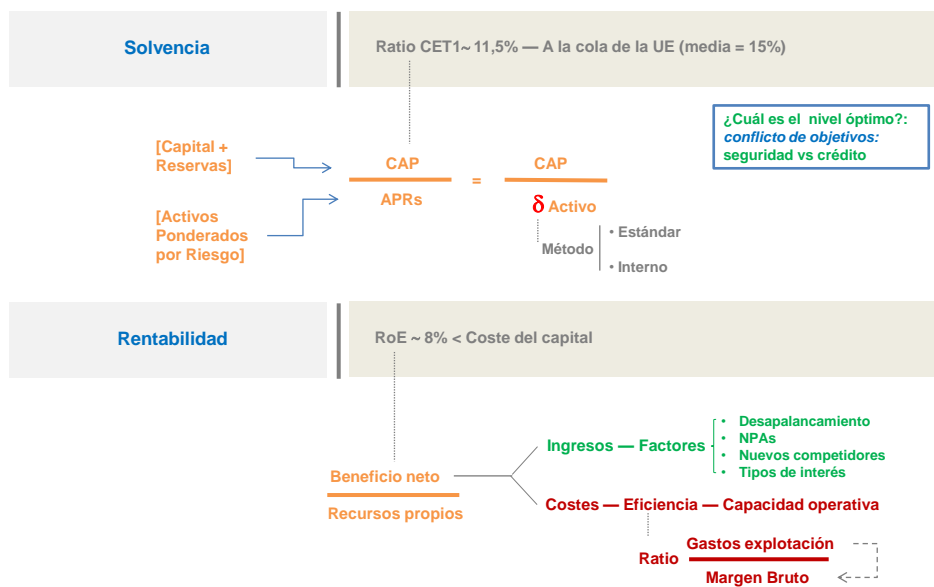 Solvencia
Ratio CET1~ 11,5% — A la cola de la UE (media = 15%)
¿Cuál es el nivel óptimo?:
conflicto de objetivos:
seguridad vs crédito
[Capital +
Reservas]
CAP
APRs
=
CAP
δ Activo
[Activos
Ponderados
por Riesgo]
Método
• Estándar
• Interno
Rentabilidad
RoE ~ 8% < Coste del capital
Ingresos — Factores
• Desapalancamiento
• NPAs
• Nuevos competidores
• Tipos de interés
Beneficio neto
Recursos propios
Costes — Eficiencia — Capacidad operativa
Ratio
Gastos explotación
Margen Bruto